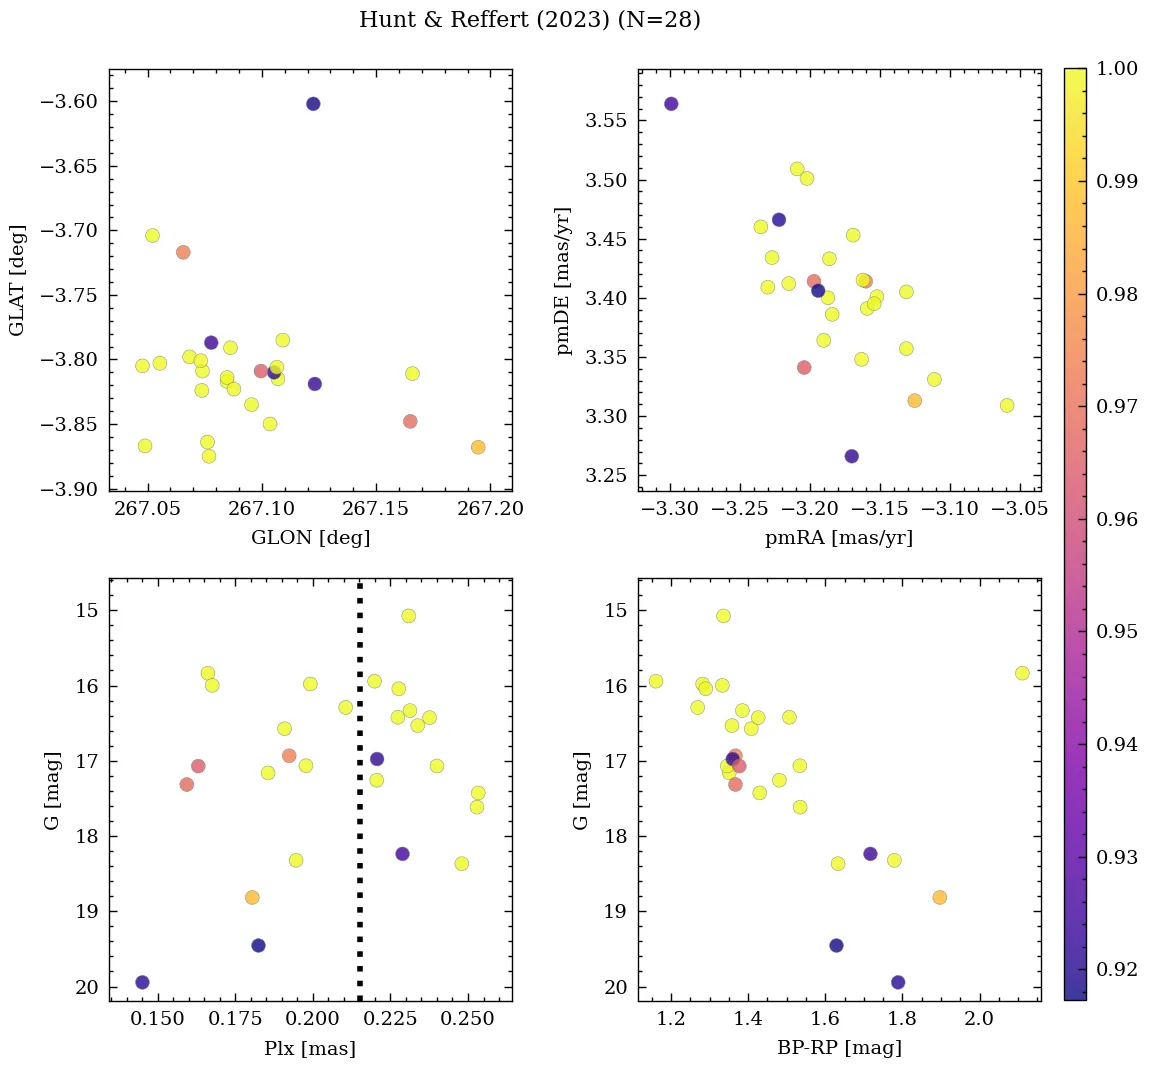 Hunt & Reffert (2023) (N=28)
−3.60
−3.65
−3.70
−3.75
−3.80
−3.85
−3.90
GLAT [deg]
267.05 267.10 267.15 267.20
GLON [deg]
3.55
3.50
3.45
3.40
3.35
3.30
3.25
pmDE [mas/yr]
−3.30 −3.25 −3.20 −3.15 −3.10 −3.05
pmRA [mas/yr]
15
16
17
18
19
20
G [mag]
0.150 0.175 0.200 0.225 0.250
Plx [mas]
15
16
17
18
19
20
G [mag]
1.2 1.4 1.6 1.8 2.0
BP-RP [mag]
1.00
0.99
0.98
0.97
0.96
0.95
0.94
0.93
0.92